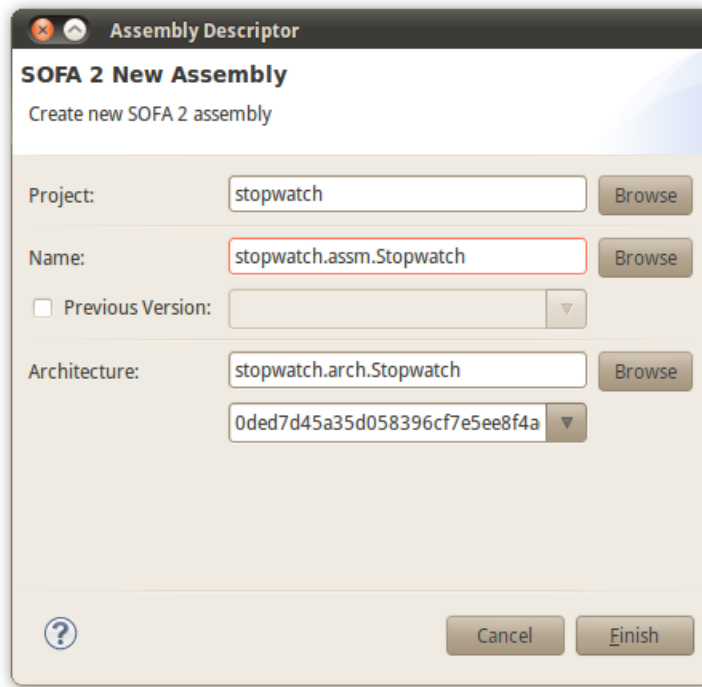 Assembly Descriptor
SOFA 2 New Assembly
Create new SOFA 2 assembly
Project: stopwatch Browse
Name: stopwatch.assm.Stopwatch Browse
Previous Version:
Architecture: stopwatch.arch.Stopwatch Browse
0ded7d45a35d058396cf7e5ee8f4a
? Cancel Finish